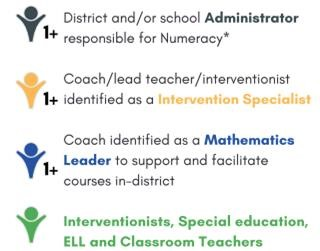 District and/or school Administrator
1+ responsible for Numeracy*
Coach/lead teacher/interventionist
1+ identified as a Intervention Specialist
Coach identified as a Mathematics
Leader to support and facilitate
1+ courses in-district
Interventionists, Special education,
ELL and Classroom Teachers